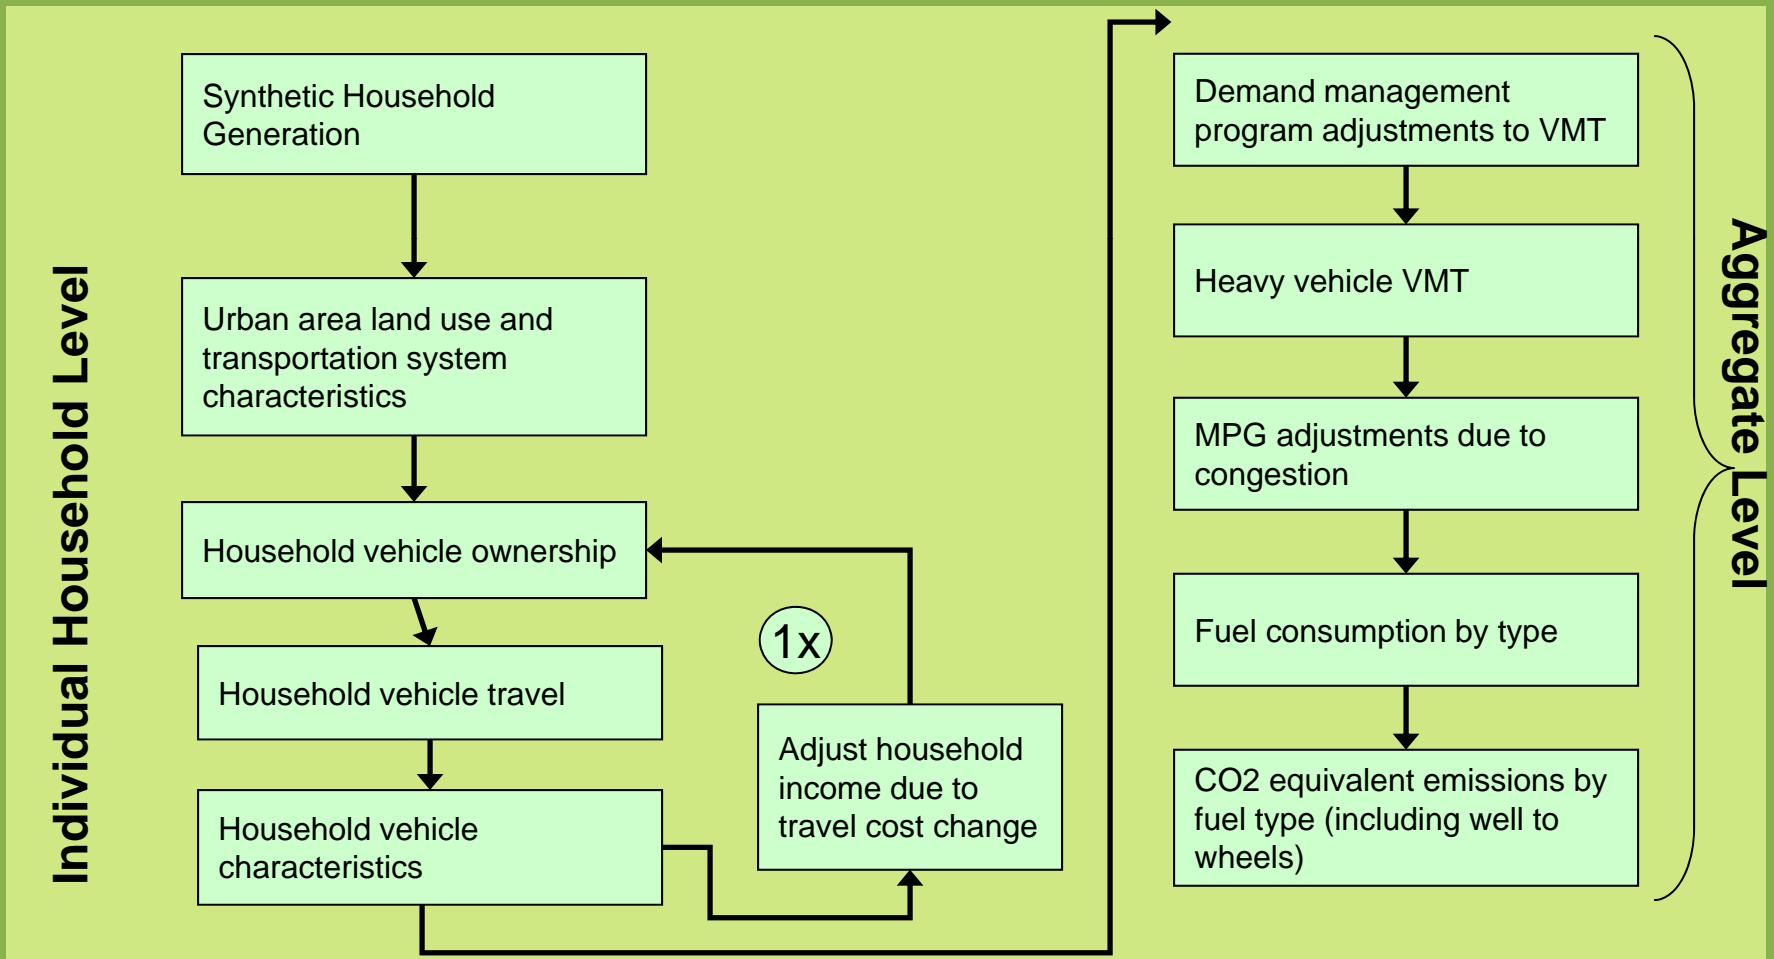 Individual Household Level
Synthetic Household
Generation
Urban area land use and
transportation system
characteristics
Household vehicle ownership
Household vehicle travel
Household vehicle
characteristics
1x
Adjust household
income due to
travel cost change
Demand management
program adjustments to VMT
Heavy vehicle VMT
MPG adjustments due to
congestion
Fuel consumption by type
CO2 equivalent emissions by
fuel type (including well to
wheels)
Aggregate Level